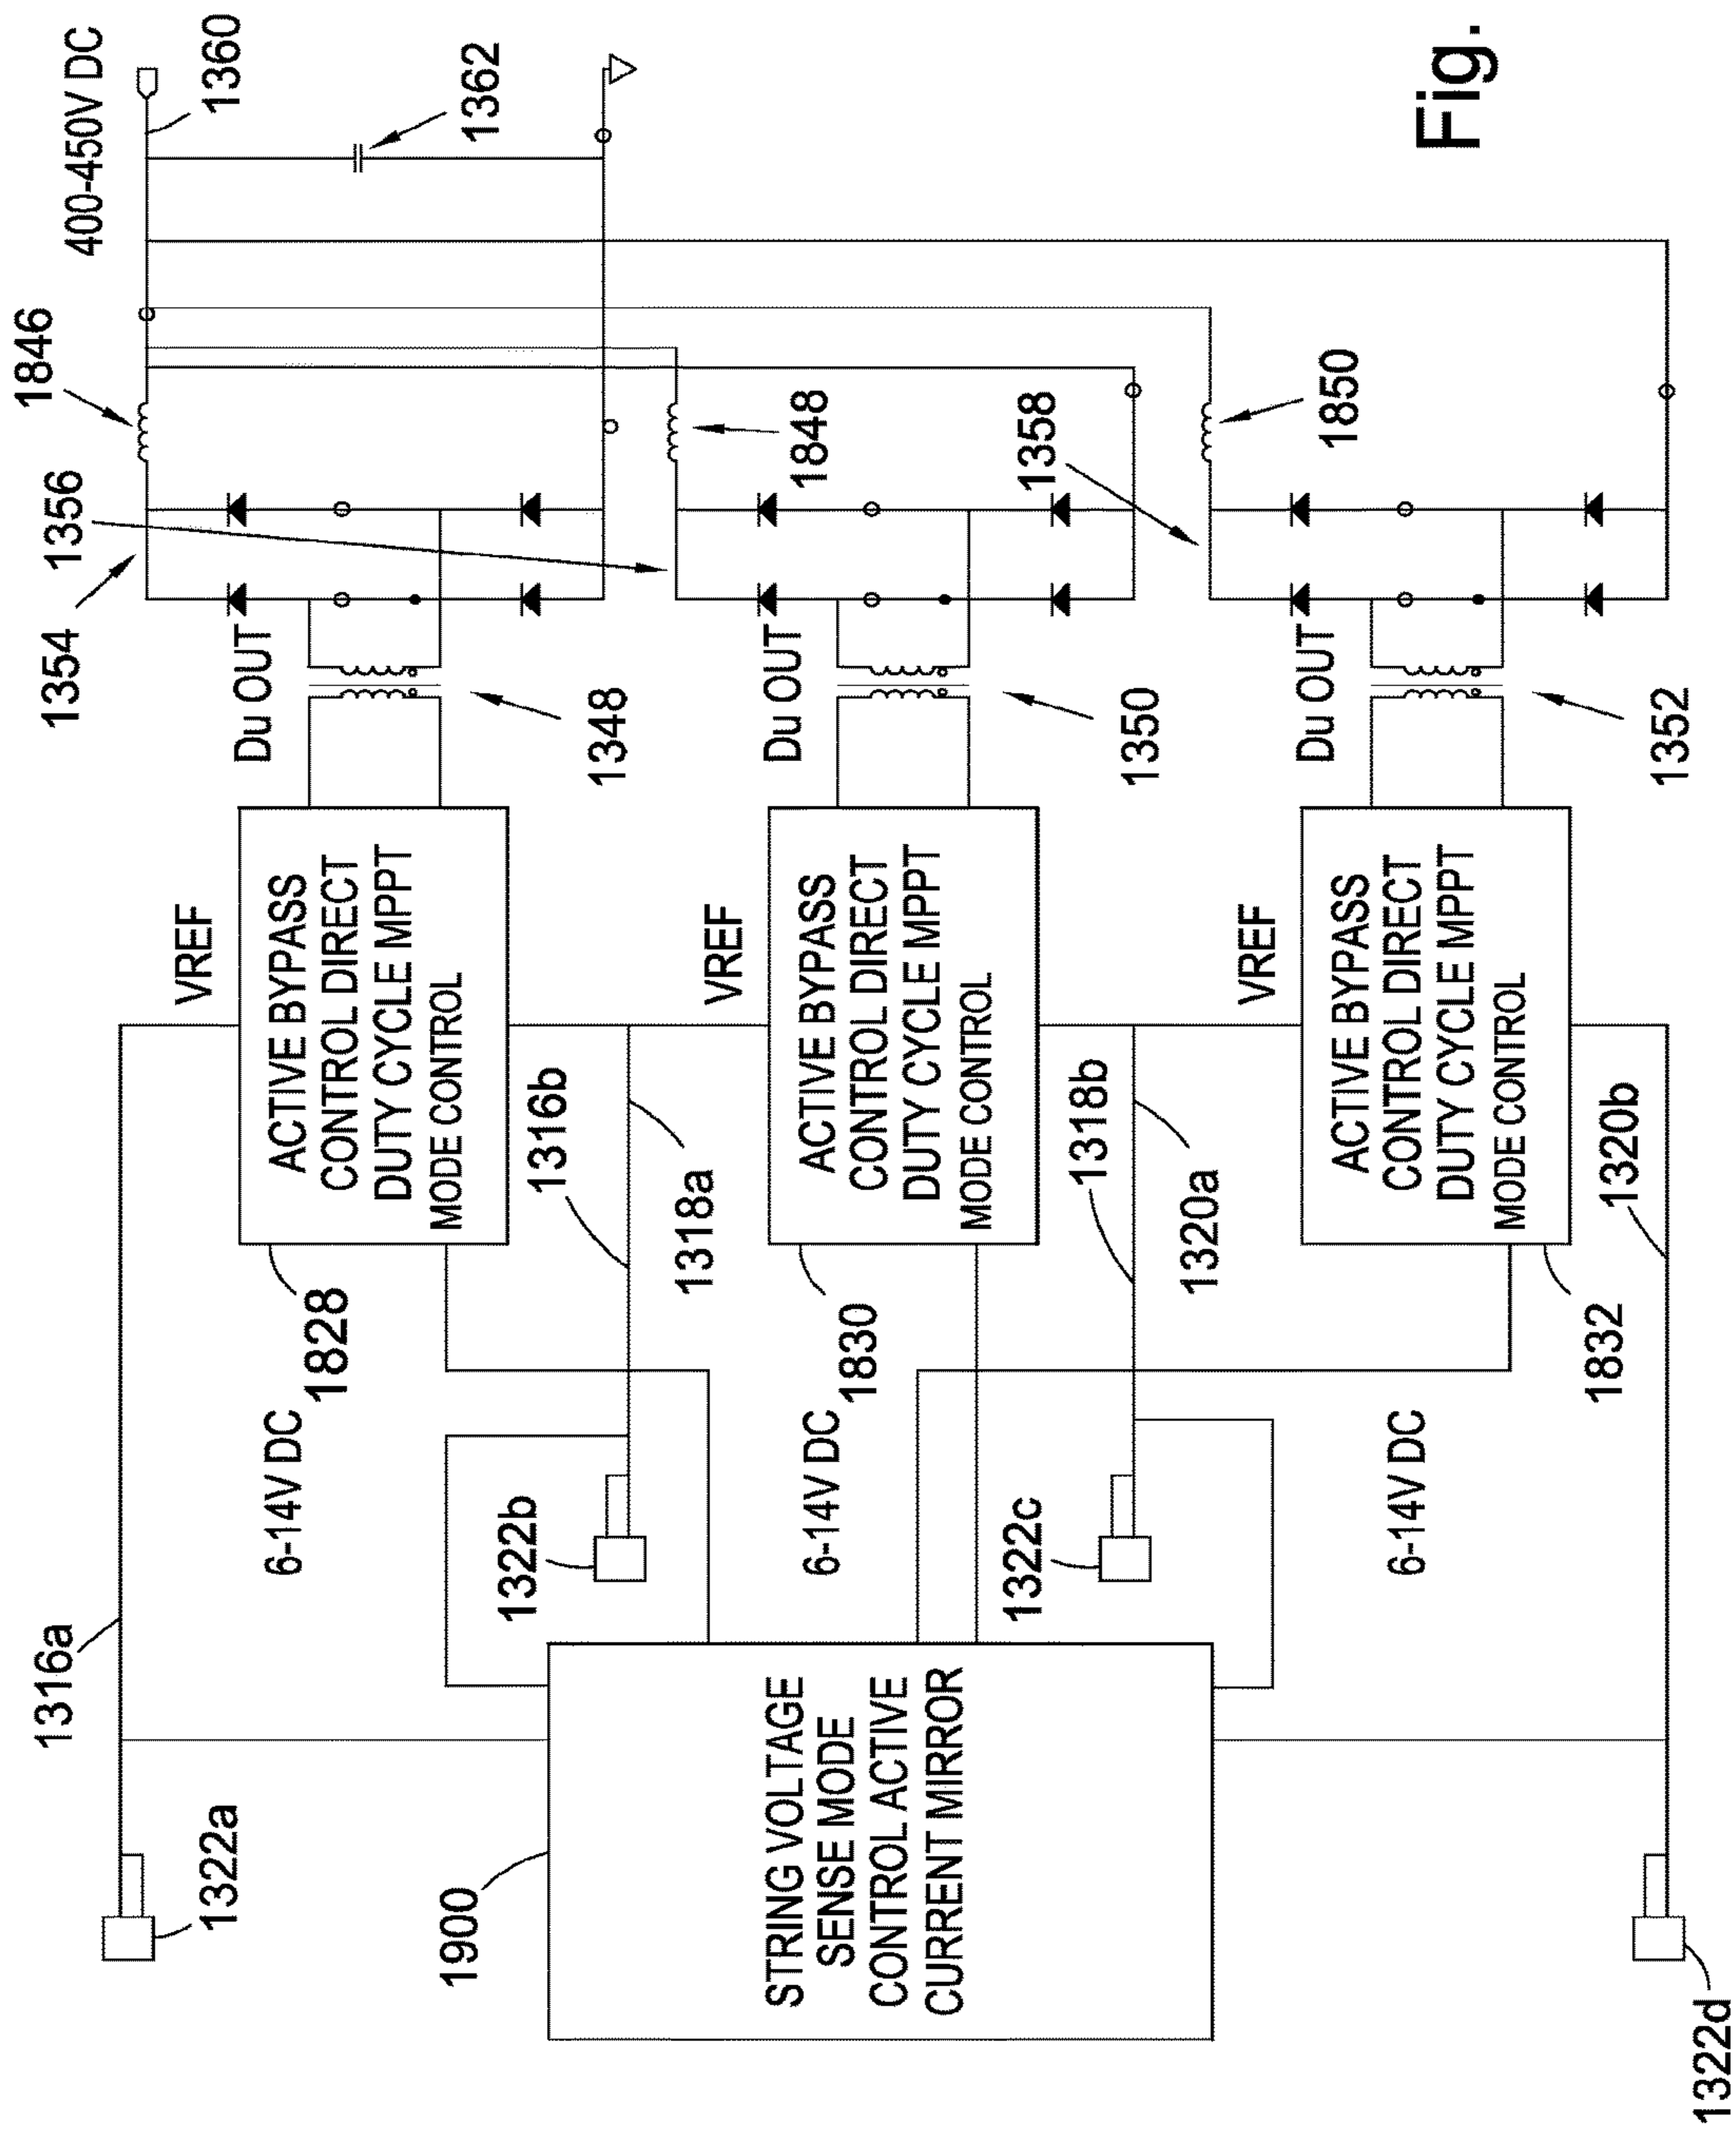 400-450V DC
1360
1362
1846
1848
1850
1354
1356
1358
Du OUT
1348
Du OUT
1350
Du OUT
1352
VREF
ACTIVE BYPASS
CONTROL DIRECT
DUTY CYCLE MPPT
MODE CONTROL
1828
VREF
ACTIVE BYPASS
CONTROL DIRECT
DUTY CYCLE MPPT
MODE CONTROL
1830
VREF
ACTIVE BYPASS
CONTROL DIRECT
DUTY CYCLE MPPT
MODE CONTROL
1832
1316b
1318a
1318b
1320a
1320b
6-14V DC
6-14V DC
6-14V DC
1322b
1322c
1316a
1322a
1322d
1900
STRING VOLTAGE
SENSE MODE
CONTROL ACTIVE
CURRENT MIRROR
Fig.